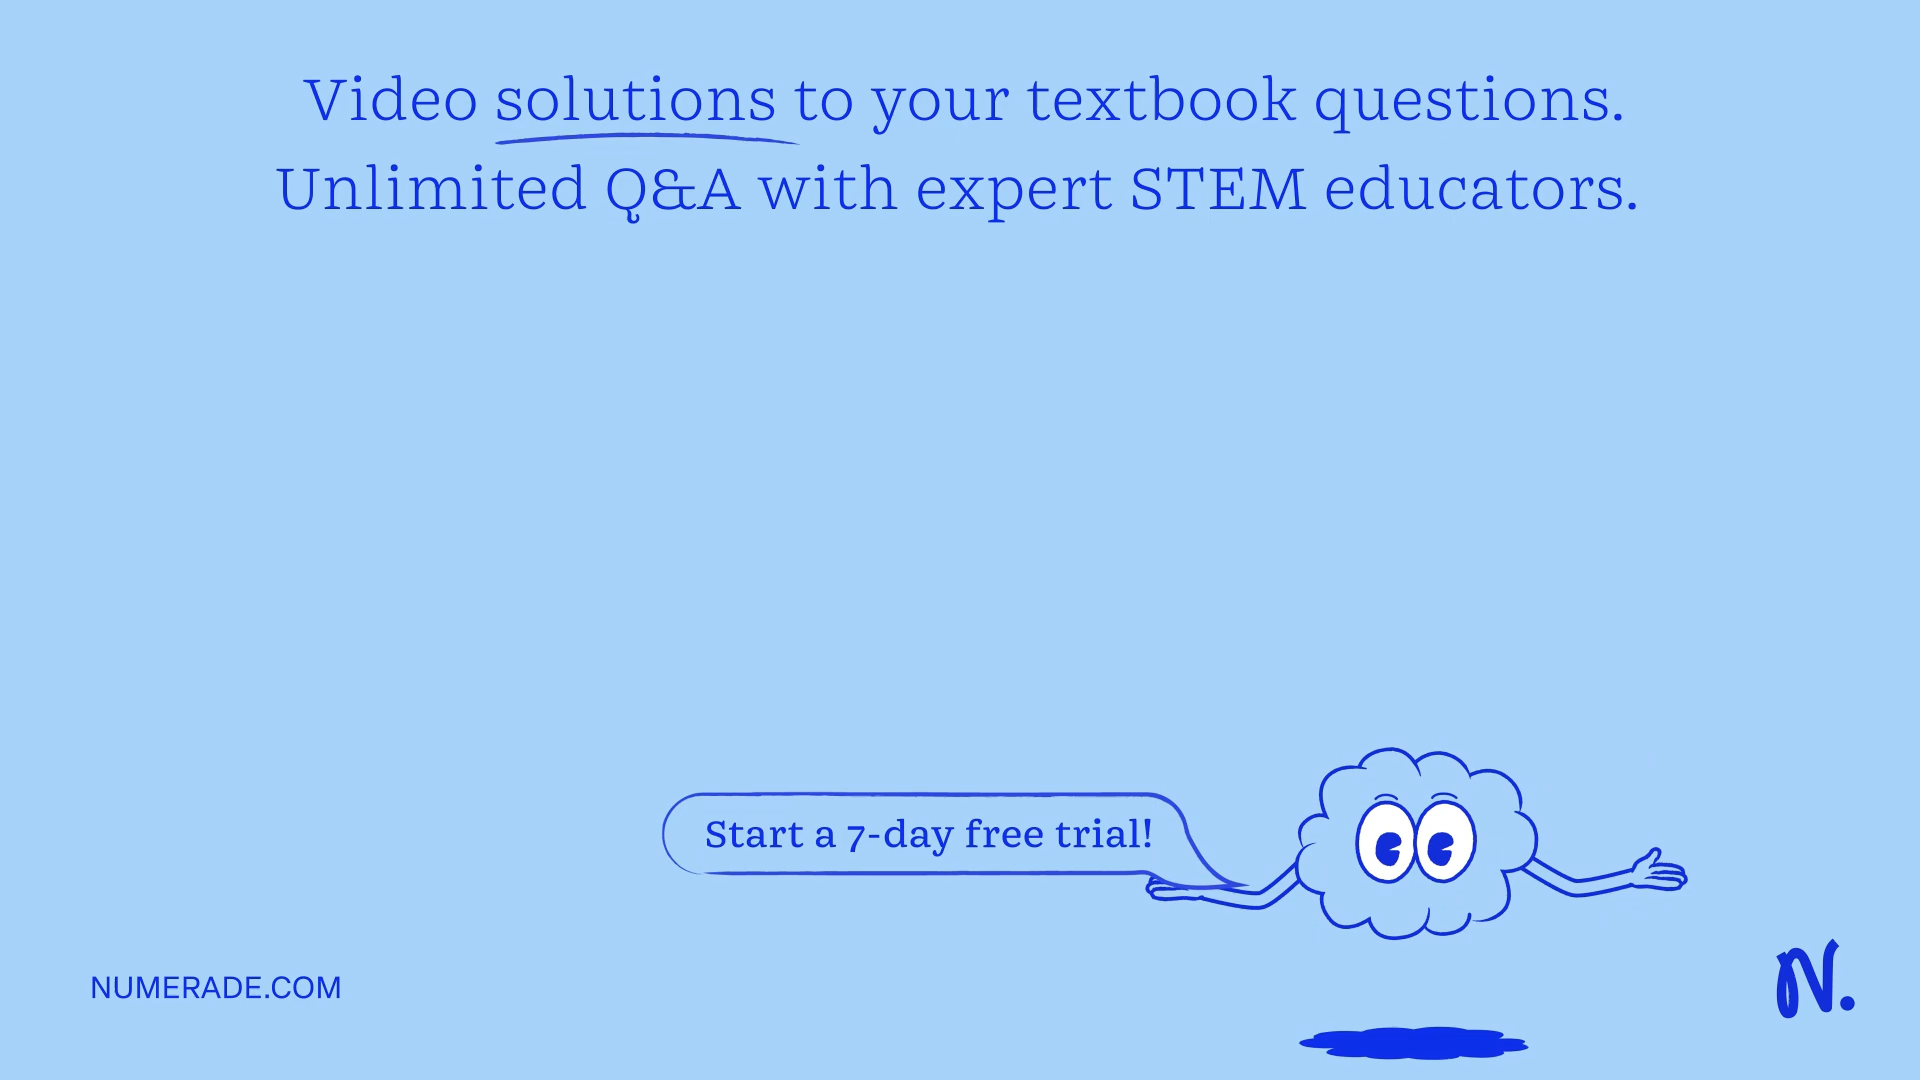 Video solutions to your textbook questions.
Unlimited Q&A with expert STEM educators.
Start a 7-day free trial!
NUMERADE.COM
N.